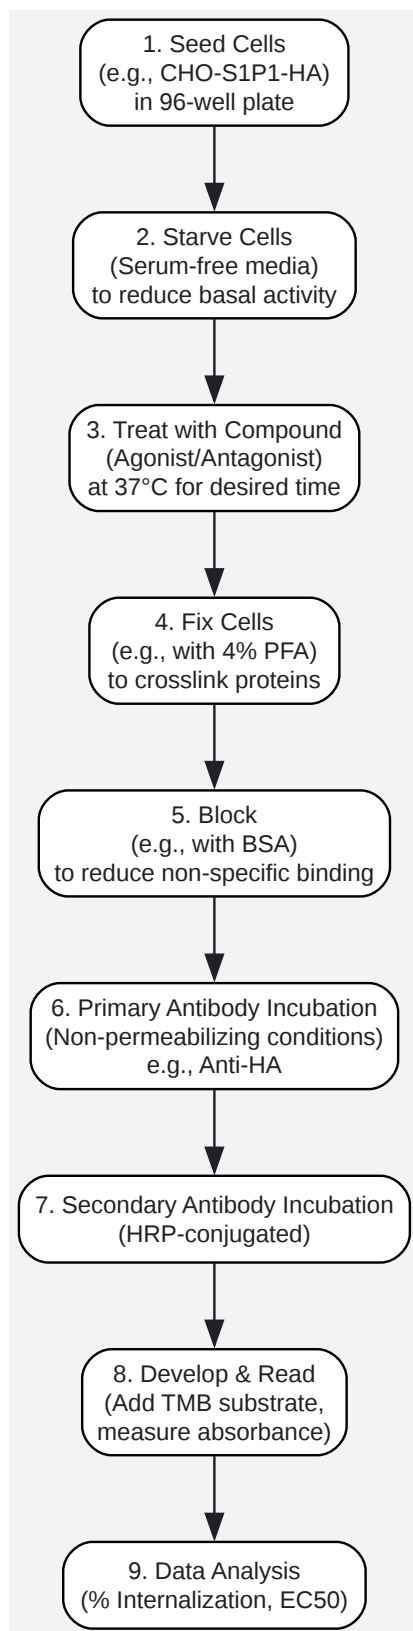 1. Seed Cells
(e.g., CHO-S1P1-HA)
in 96-well plate
2. Starve Cells
(Serum-free media)
to reduce basal activity
3. Treat with Compound
(Agonist/Antagonist)
at 37°C for desired time
4. Fix Cells
(e.g., with 4% PFA)
to crosslink proteins
5. Block
(e.g., with BSA)
to reduce non-specific binding
6. Primary Antibody Incubation
(Non-permeabilizing conditions)
e.g., Anti-HA
7. Secondary Antibody Incubation
(HRP-conjugated)
8. Develop & Read
(Add TMB substrate,
measure absorbance)
9. Data Analysis
(% Internalization, EC50)